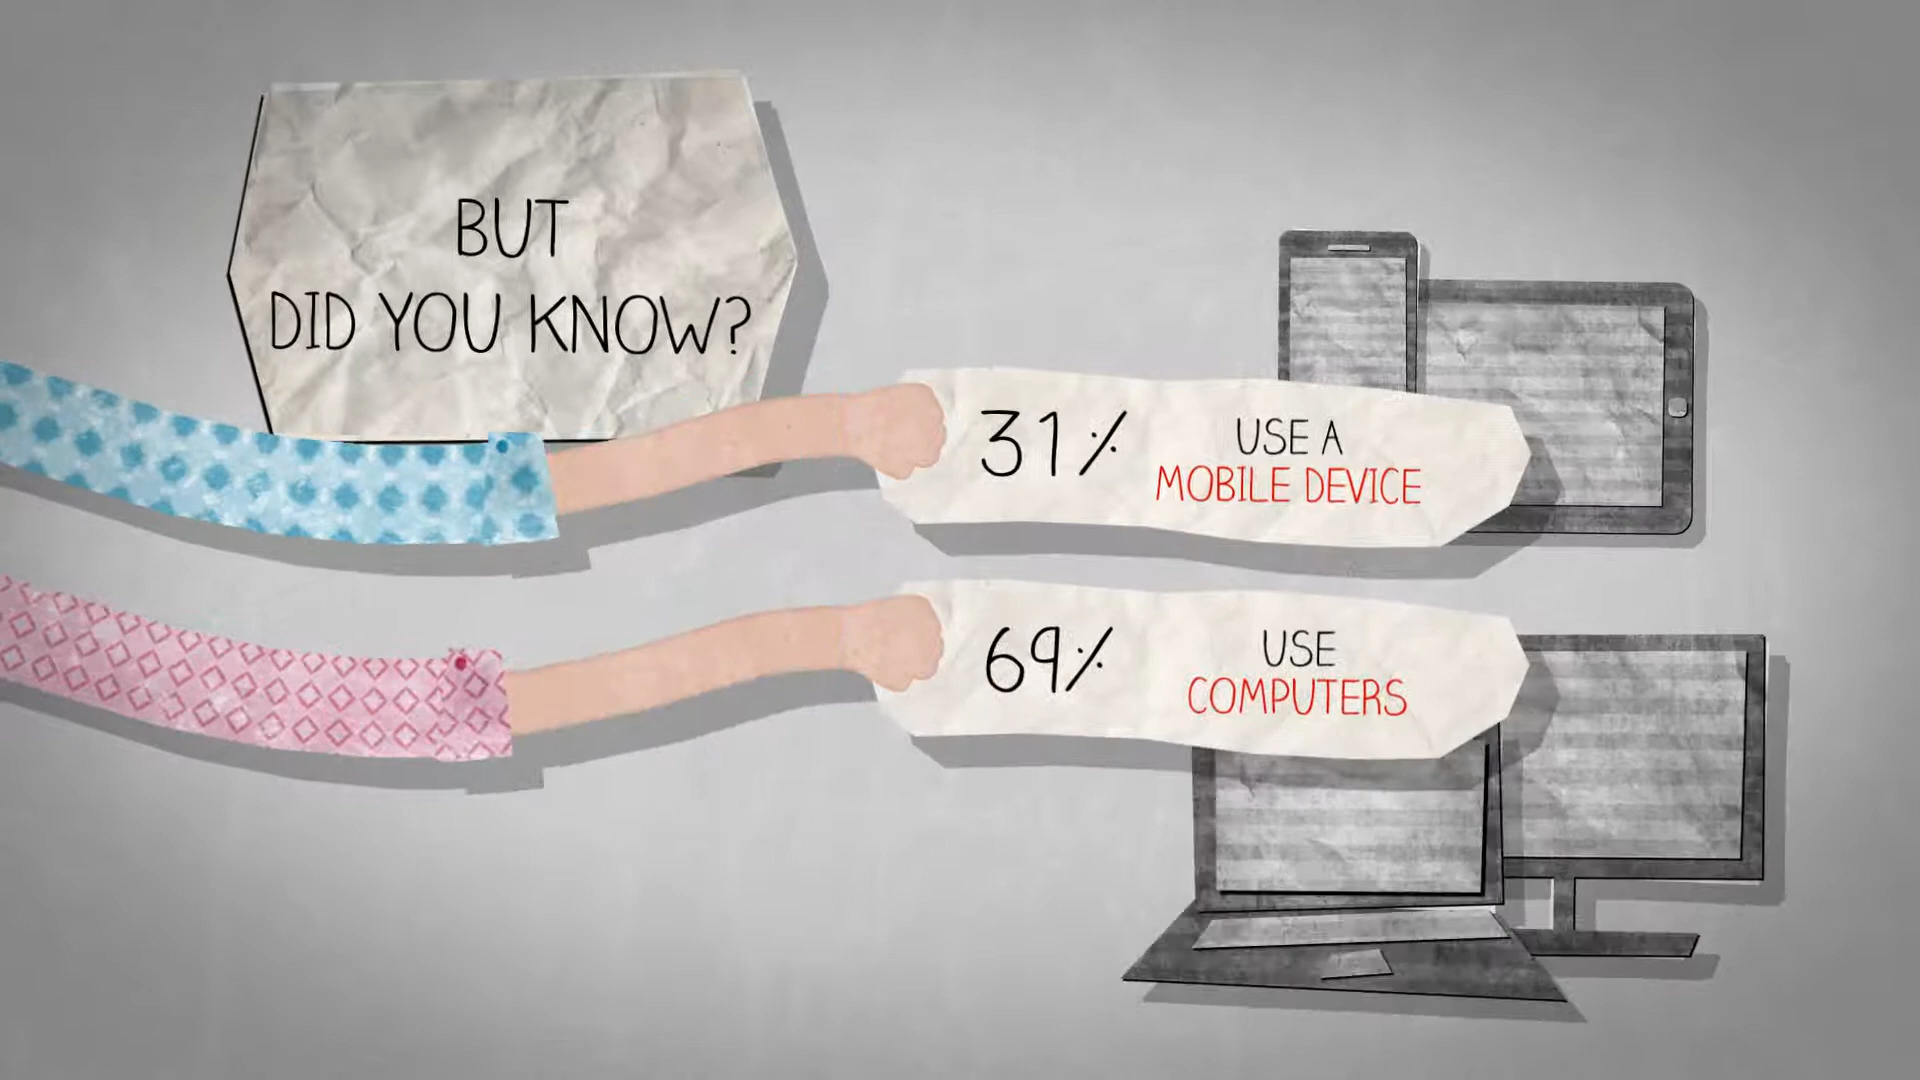 BUT
DID YOU KNOW?
31% USE A
MOBILE DEVICE
69% USE
COMPUTERS